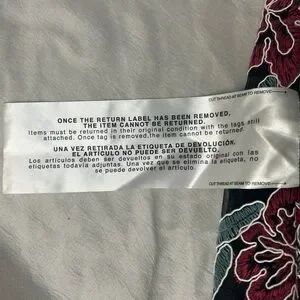 CUT THREAD AT SEAM TO REMOVE
ONCE THE RETURN LABEL HAS BEEN REMOVED,
THE ITEM CANNOT BE RETURNED.
Items must be returned in their original condition with the tags still
attached. Once tag is removed, the item cannot be returned.
UNA VEZ RETIRADA LA ETIQUETA DE DEVOLUCIÓN,
EL ARTÍCULO NO PUEDE SER DEVUELTO.
Los artículos deben ser devueltos en su estado original con las
etiquetas todavía adjuntas. Una vez que se elimina la etiqueta, no
se puede devolver el artículo.
CUT THREAD AT SEAM TO REMOVE